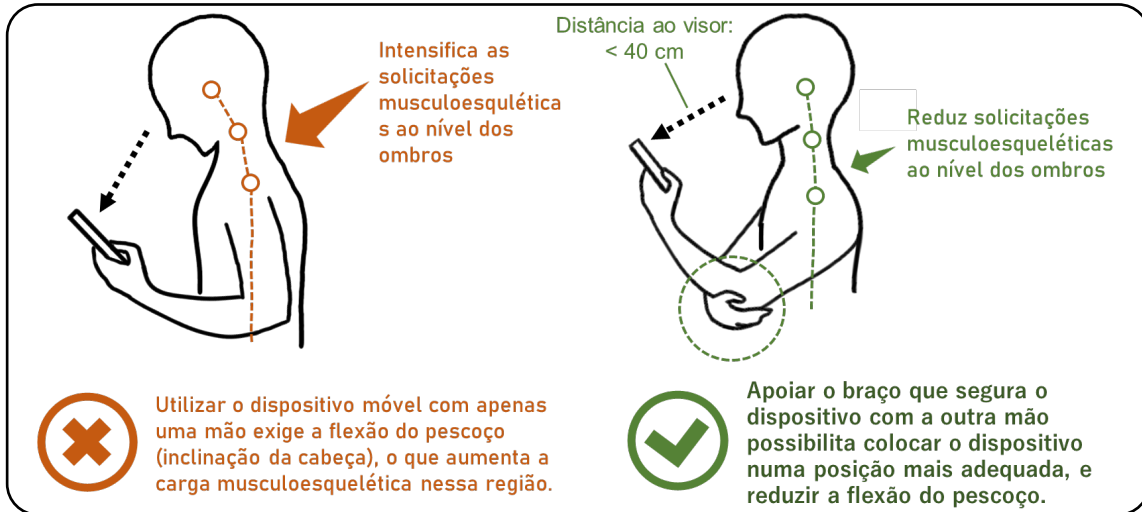 Intensifica as
solicitações
musculoesqulética
s ao nível dos
ombros
Utilizar o dispositivo móvel com apenas
uma mão exige a flexão do pescoço
(inclinação da cabeça), o que aumenta a
carga musculoesquelética nessa região.
Distância ao visor:
< 40 cm
Reduz solicitações
musculoesqueléticas
ao nível dos ombros
Apoiar o braço que segura o
dispositivo com a outra mão
possibilita colocar o dispositivo
numa posição mais adequada, e
reduzir a flexão do pescoço.